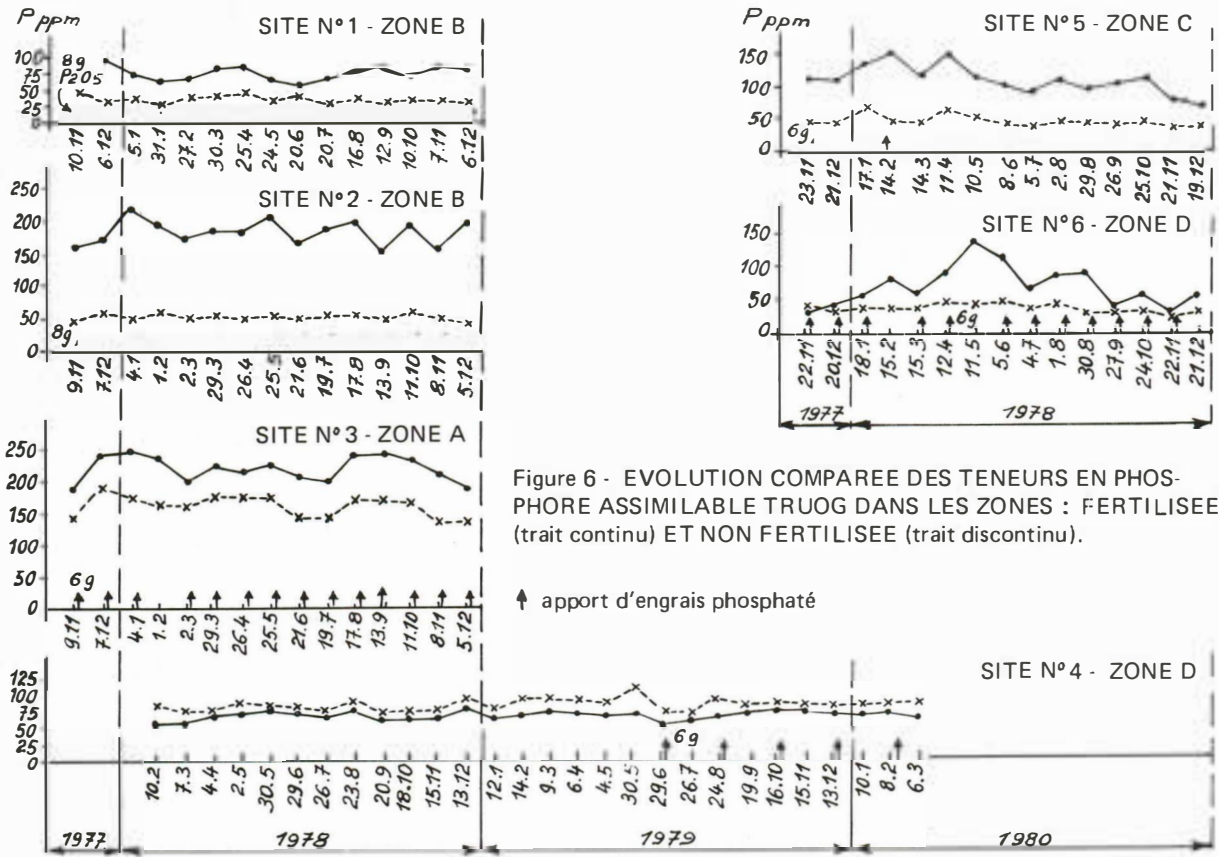 P ppm
SITE N°1 - ZONE B
100
75
50
25
0
8g
P2O5
10.11 6.12 5.1 31.1 27.2 30.3 25.4 24.5 20.6 20.7 16.8 12.9 10.10 7.11 6.12
SITE N°2 - ZONE B
250
200
150
100
50
0
8g
9.11 7.12 4.1 1.2 2.3 29.3 26.4 25.5 21.6 19.7 17.8 13.9 11.10 8.11 5.12
SITE N°3 - ZONE A
250
200
150
100
50
0
6g
9.11 7.12 4.1 1.2 2.3 29.3 26.4 25.5 21.6 19.7 17.8 13.9 11.10 8.11 5.12
P ppm
SITE N°5 - ZONE C
150
100
50
0
6g
23.11 21.12 17.1 14.2 14.3 11.4 10.5 8.6 5.7 2.8 29.8 26.9 25.10 21.11 19.12
SITE N°6 - ZONE D
150
100
50
0
6g
22.11 20.12 18.1 15.2 15.3 12.4 11.5 5.6 4.7 1.8 30.8 27.9 24.10 22.11 21.12
1977 1978
Figure 6 - EVOLUTION COMPAREE DES TENEURS EN PHOS-
PHORE ASSIMILABLE TRUOG DANS LES ZONES : FERTILISEE
(trait continu) ET NON FERTILISEE (trait discontinu).
apport d'engrais phosphaté
SITE N°4 - ZONE D
125
100
75
50
25
0
6g
10.2 7.3 4.4 2.5 30.5 29.6 26.7 23.8 20.9 18.10 15.11 13.12 12.1 14.2 9.3 6.4 4.5 30.5 29.6 26.7 24.8 19.9 16.10 15.11 13.12 10.1 8.2 6.3
1977 1978 1979 1980